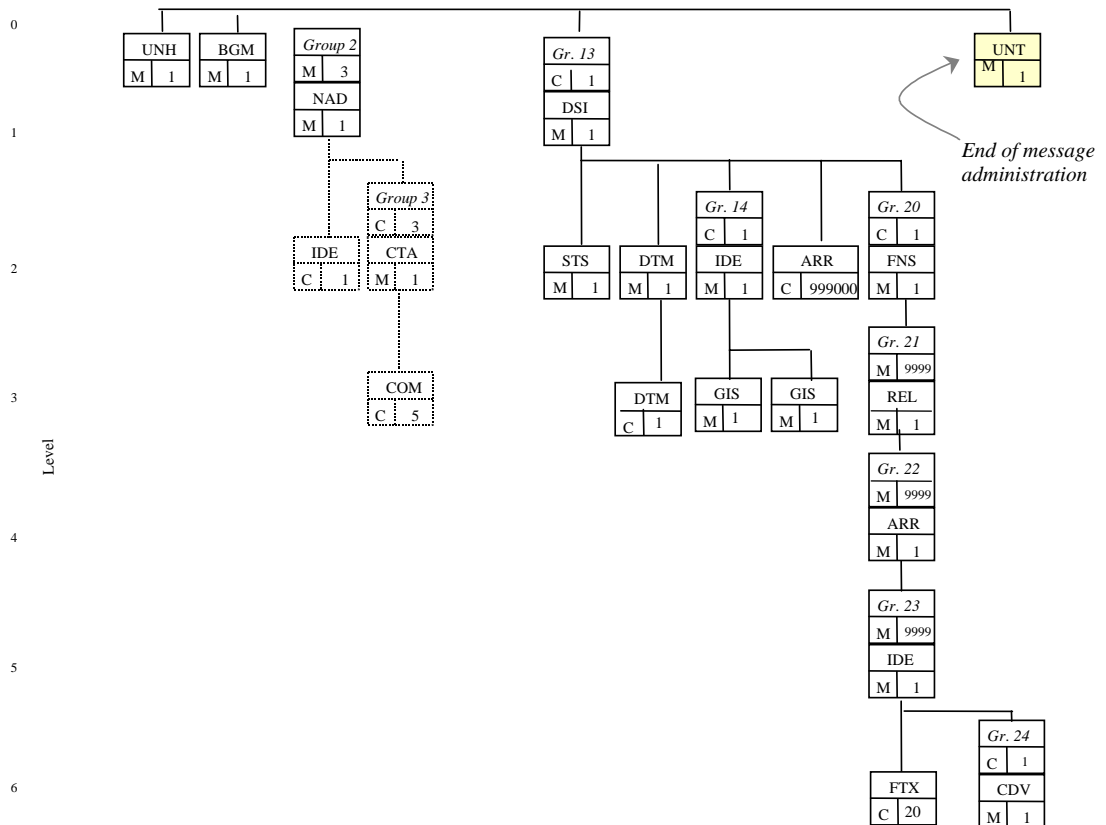 0
UNH
M 1
BGM
M 1
Group 2
M 3
NAD
M 1
Gr. 13
C 1
DSI
M 1
UNT
M 1
End of message
administration
1
Group 3
C 3
CTA
M 1
IDE
C 1
STS
M 1
DTM
M 1
Gr. 14
C 1
IDE
M 1
ARR
C 999000
Gr. 20
C 1
FNS
M 1
2
COM
C 5
DTM
C 1
GIS
M 1
GIS
M 1
Gr. 21
M 9999
REL
M 1
3
Level
Gr. 22
M 9999
ARR
M 1
4
Gr. 23
M 9999
IDE
M 1
5
Gr. 24
C 1
CDV
M 1
FTX
C 20
6